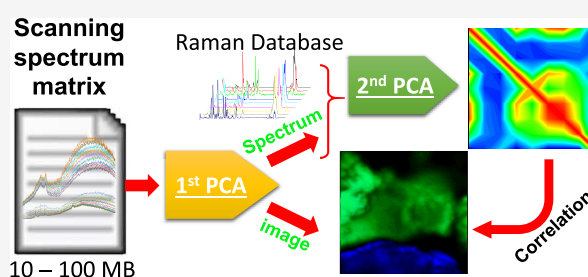 Scanning
spectrum
matrix
10 – 100 MB
1st PCA
Spectrum
image
Raman Database
2nd PCA
Correlation